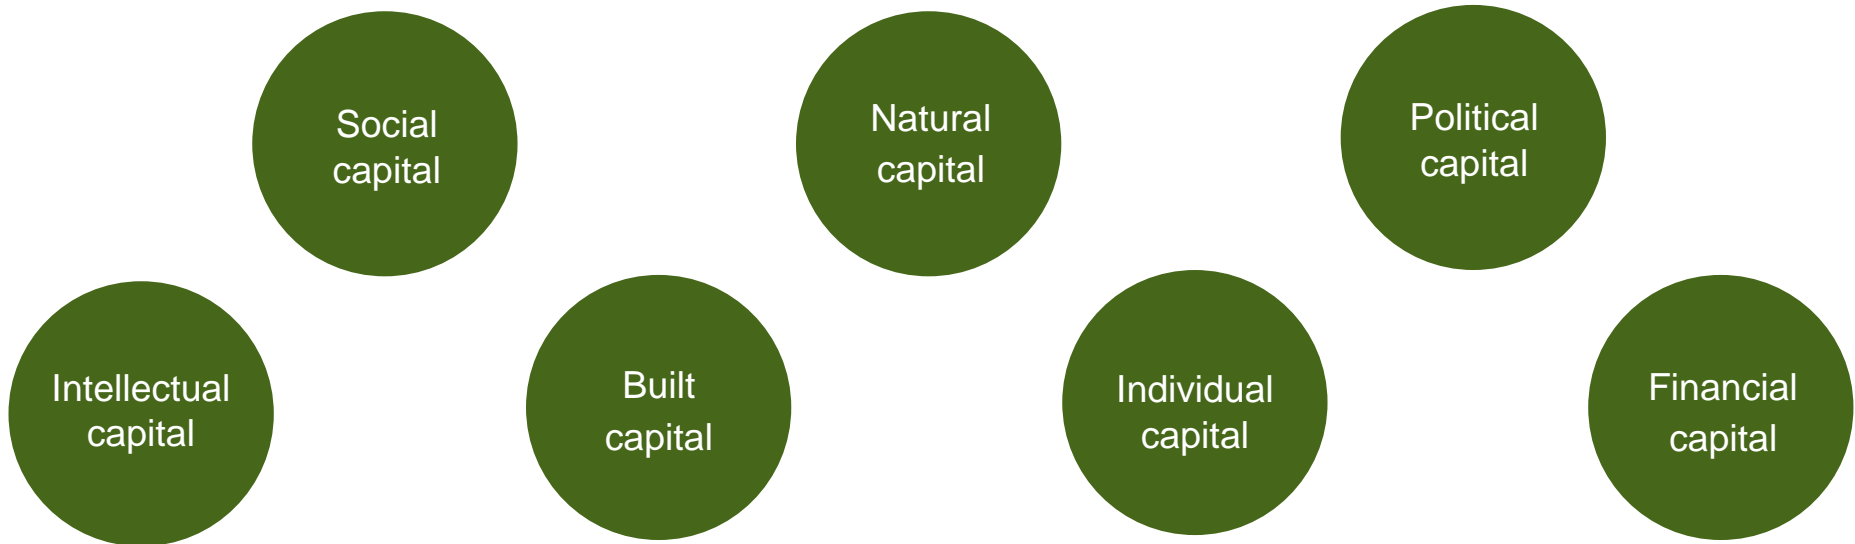 Social
capital
Natural
capital
Political
capital
Intellectual
capital
Built
capital
Individual
capital
Financial
capital